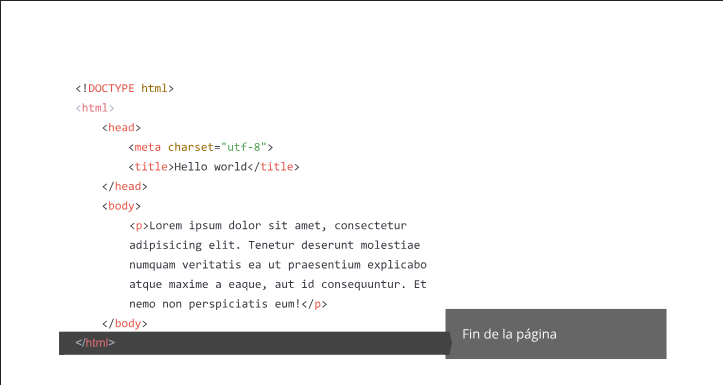 <!DOCTYPE html>
<html>
<head>
<meta charset="utf-8">
<title>Hello world</title>
</head>
<body>
<p>Lorem ipsum dolor sit amet, consectetur
adipisicing elit. Tenetur deserunt molestiae
numquam veritatis ea ut praesentium explicabo
atque maxime a eaque, aut id consequuntur. Et
nemo non perspiciatis eum!</p>
</body>
</html>
Fin de la página